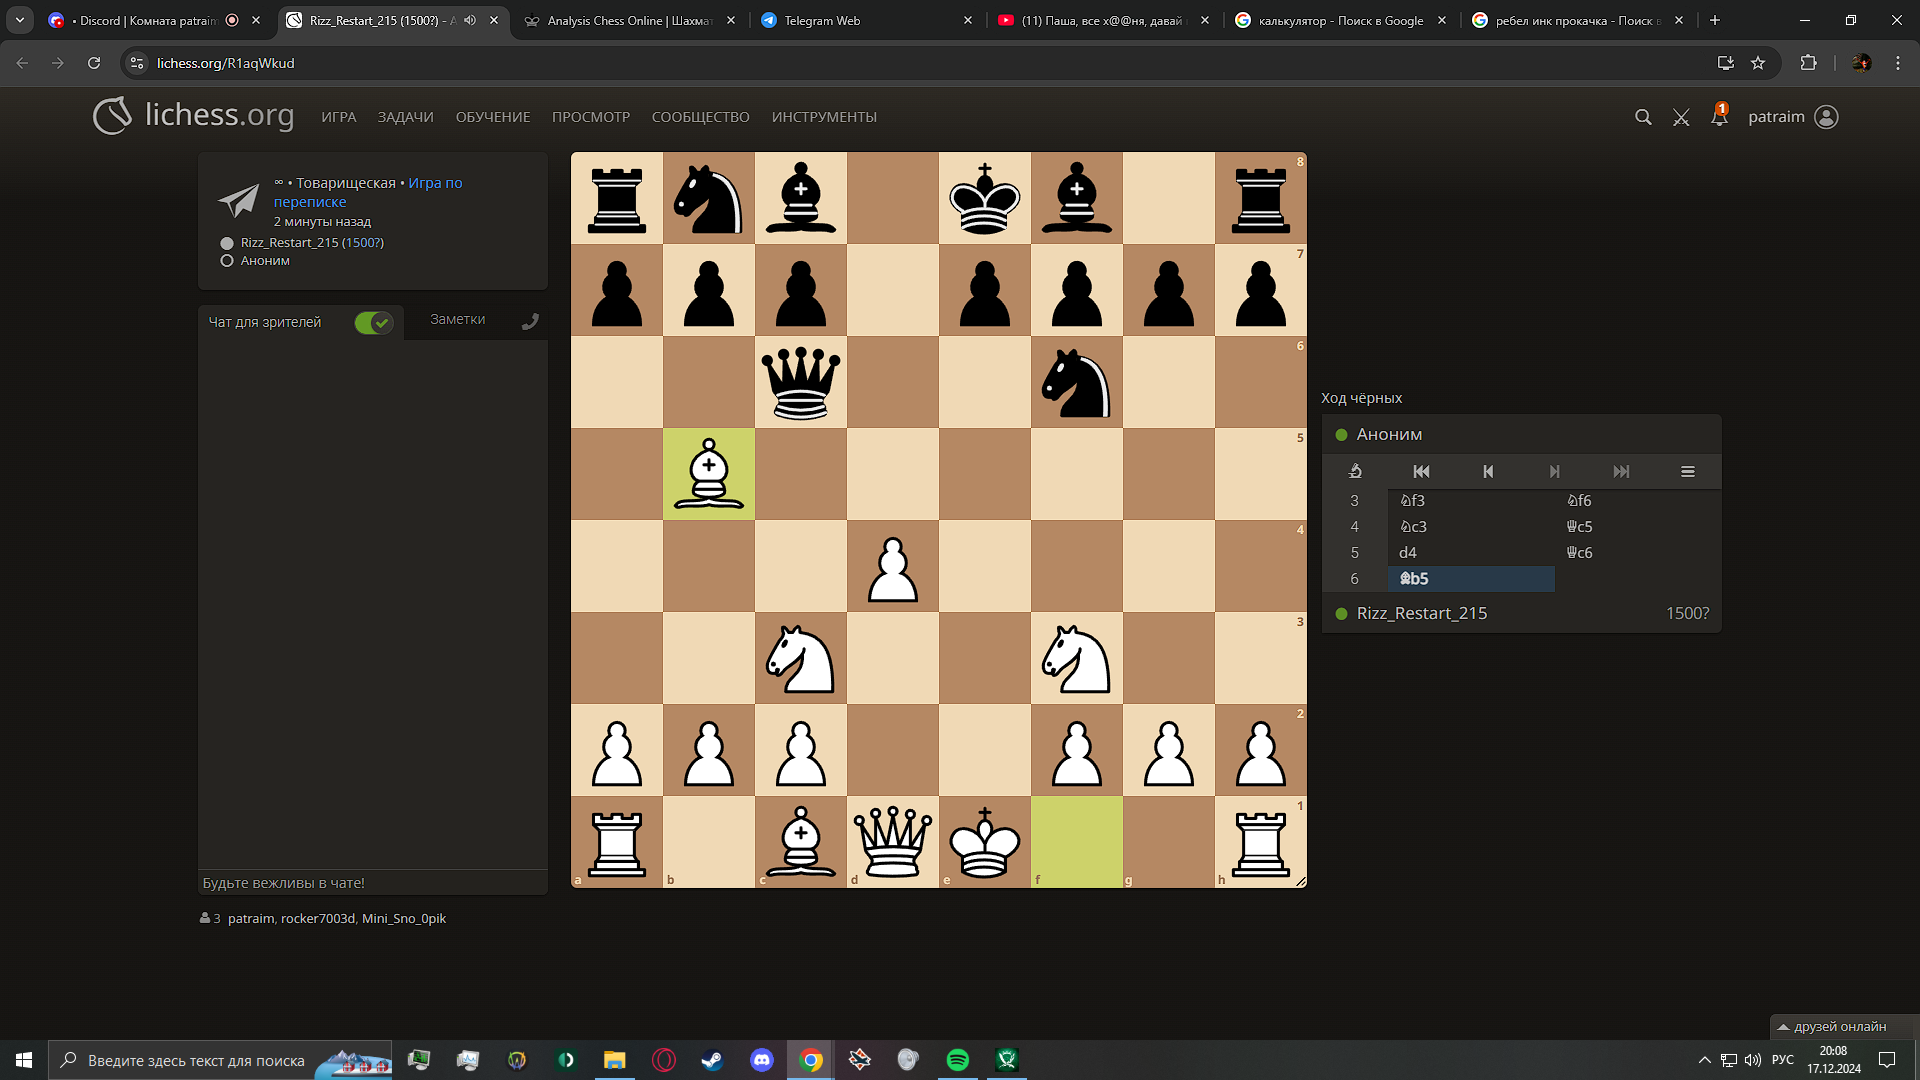 • Discord | Комната patraim
Rizz_Restart_215 (1500?) - А
Analysis Chess Online | Шахмат
Telegram Web
(11) Паша, все х@@ня, давай
калькулятор - Поиск в Google
ребел инк прокачка - Поиск в
lichess.org/R1aqWkud
lichess.org
ИГРА
ЗАДАЧИ
ОБУЧЕНИЕ
ПРОСМОТР
СООБЩЕСТВО
ИНСТРУМЕНТЫ
1
patraim
∞ • Товарищеская • Игра по
переписке
2 минуты назад
Rizz_Restart_215 (1500?)
Аноним
Чат для зрителей
Заметки
Будьте вежливы в чате!
3 patraim, rocker7003d, Mini_Sno_0pik
8
7
6
5
4
3
2
1
a b c d e f g h
Ход чёрных
Аноним
3 ♘f3 ♘f6
4 ♘c3 ♕c5
5 d4 ♕c6
6 ♗b5
Rizz_Restart_215 1500?
друзей онлайн
Введите здесь текст для поиска
РУС
20:08
17.12.2024